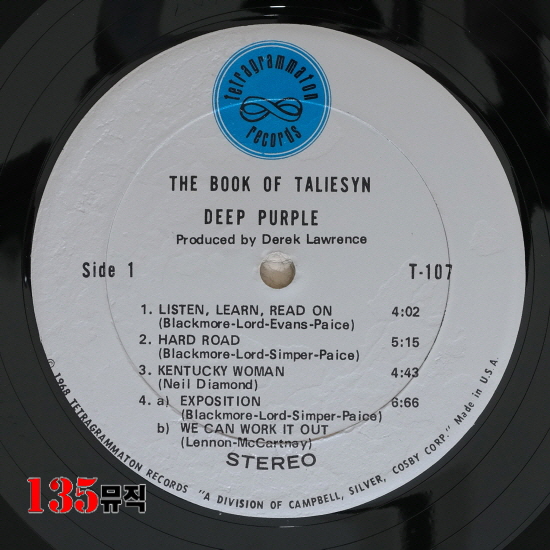 tetragrammaton
records
THE BOOK OF TALIESYN
DEEP PURPLE
Produced by Derek Lawrence
Side 1
T-107
1. LISTEN, LEARN, READ ON 4:02
(Blackmore-Lord-Evans-Paice)
2. HARD ROAD 5:15
(Blackmore-Lord-Simper-Paice)
3. KENTUCKY WOMAN 4:43
(Neil Diamond)
4. a) EXPOSITION 6:66
(Blackmore-Lord-Simper-Paice)
b) WE CAN WORK IT OUT
(Lennon-McCartney)
STEREO
© 1968 TETRAGRAMMATON RECORDS "A DIVISION OF CAMPBELL, SILVER, COSBY CORP." Made in U.S.A.
135뮤직